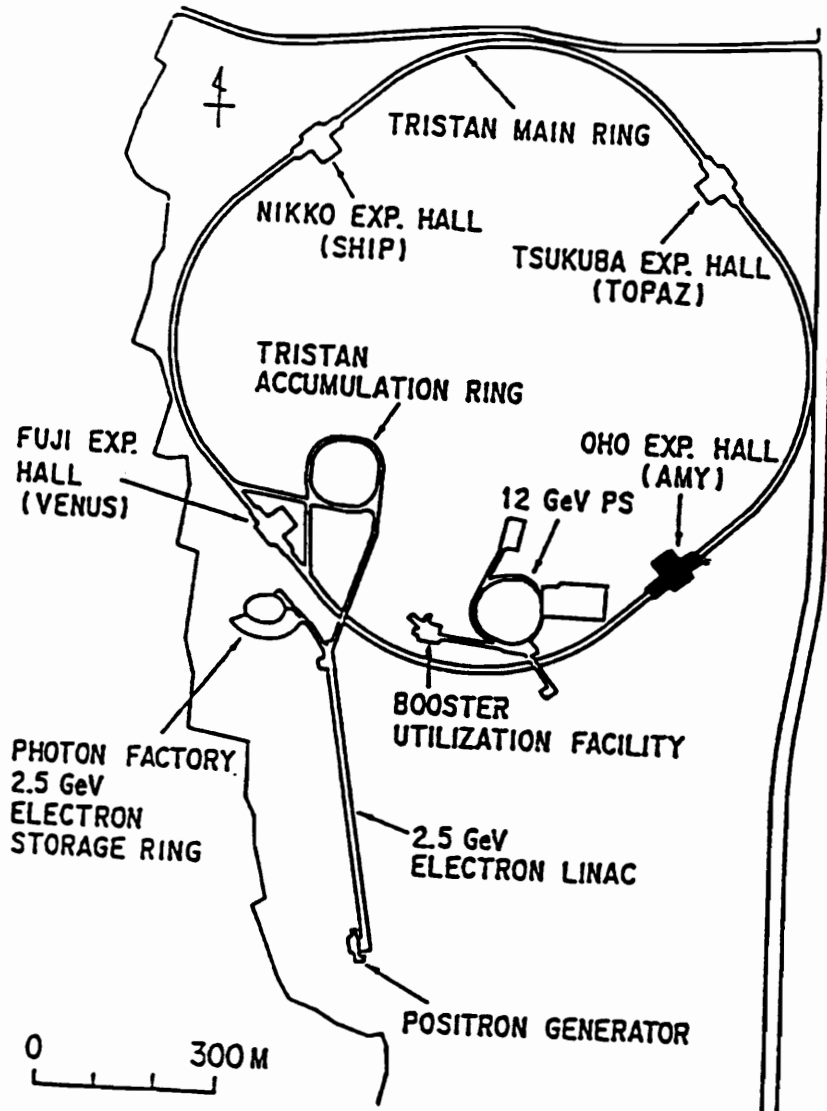 4
TRISTAN MAIN RING
NIKKO EXP. HALL
(SHIP)
TSUKUBA EXP. HALL
(TOPAZ)
TRISTAN
ACCUMULATION RING
FUJI EXP.
HALL
(VENUS)
OHO EXP. HALL
(AMY)
12 GeV PS
BOOSTER
UTILIZATION FACILITY
PHOTON FACTORY
2.5 GeV
ELECTRON
STORAGE RING
2.5 GeV
ELECTRON LINAC
POSITRON GENERATOR
0 300 M